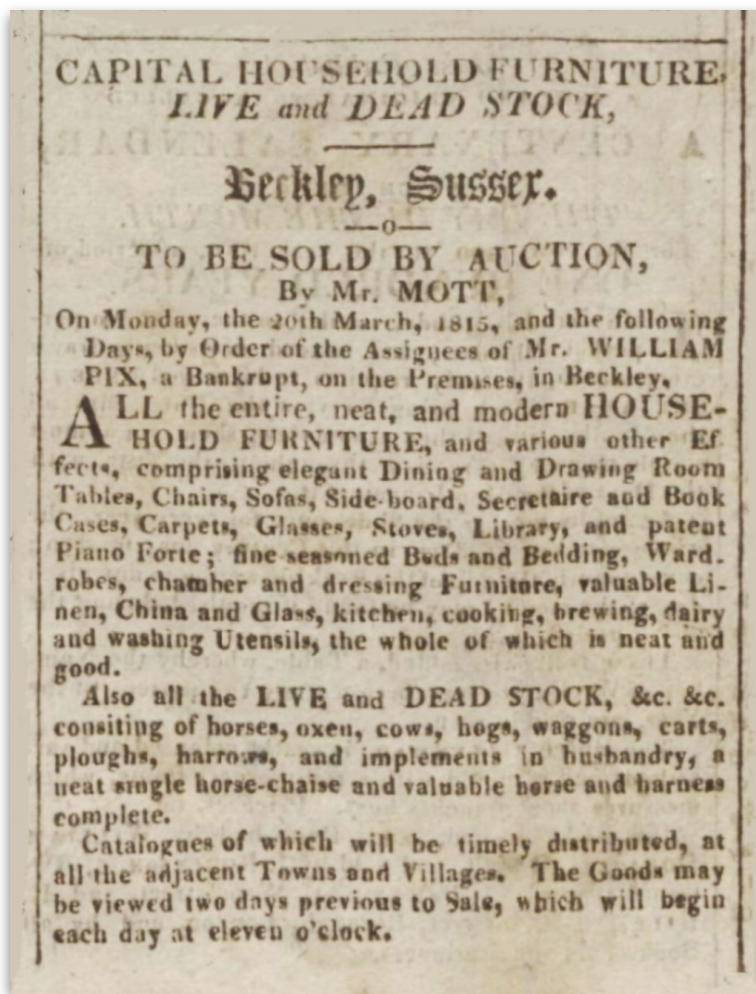 CAPITAL HOUSEHOLD FURNITURE,
LIVE and DEAD STOCK,
Beckley, Sussex.
—o—
TO BE SOLD BY AUCTION,
By Mr. MOTT,
On Monday, the 20th March, 1815, and the following
Days, by Order of the Assignees of Mr. WILLIAM
PIX, a Bankrupt, on the Premises, in Beckley,
ALL the entire, neat, and modern HOUSE-
HOLD FURNITURE, and various other Ef
fects, comprising elegant Dining and Drawing Room
Tables, Chairs, Sofas, Side-board, Secretaire and Book
Cases, Carpets, Glasses, Stoves, Library, and patent
Piano Forte; fine seasoned Beds and Bedding, Ward.
robes, chamber and dressing Furniture, valuable Li-
nen, China and Glass, kitchen, cooking, brewing, dairy
and washing Utensils, the whole of which is neat and
good.
Also all the LIVE and DEAD STOCK, &c. &c.
consiting of horses, oxen, cows, hogs, waggons, carts,
ploughs, harrows, and implements in husbandry, a
neat single horse-chaise and valuable horse and harness
complete.
Catalogues of which will be timely distributed, at
all the adjacent Towns and Villages. The Goods may
be viewed two days previous to Sale, which will begin
each day at eleven o'clock.